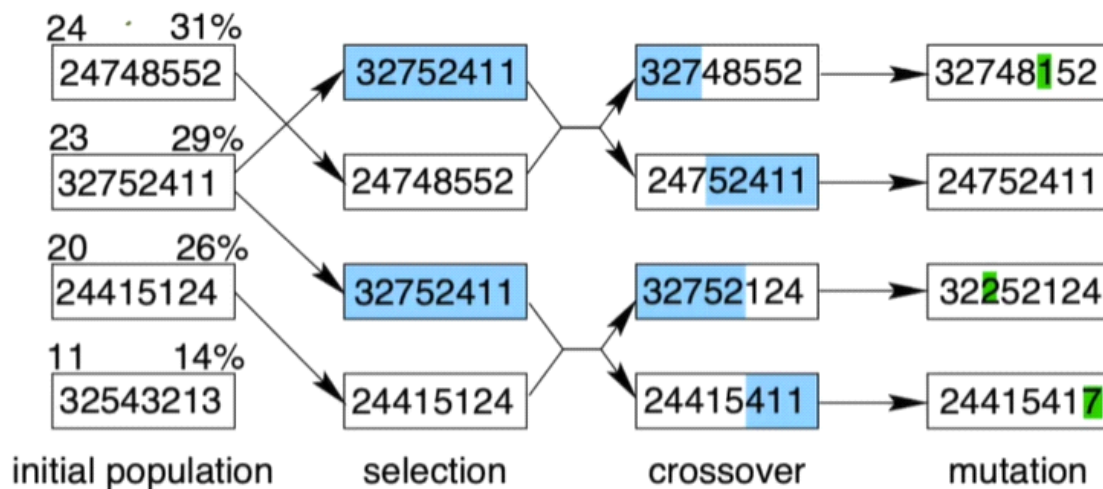 24 31%
24748552 32752411 32748552 32748152
23 29%
32752411 24748552 24752411 24752411
20 26%
24415124 32752411 32752124 32252124
11 14%
32543213 24415124 24415411 24415417
initial population selection crossover mutation